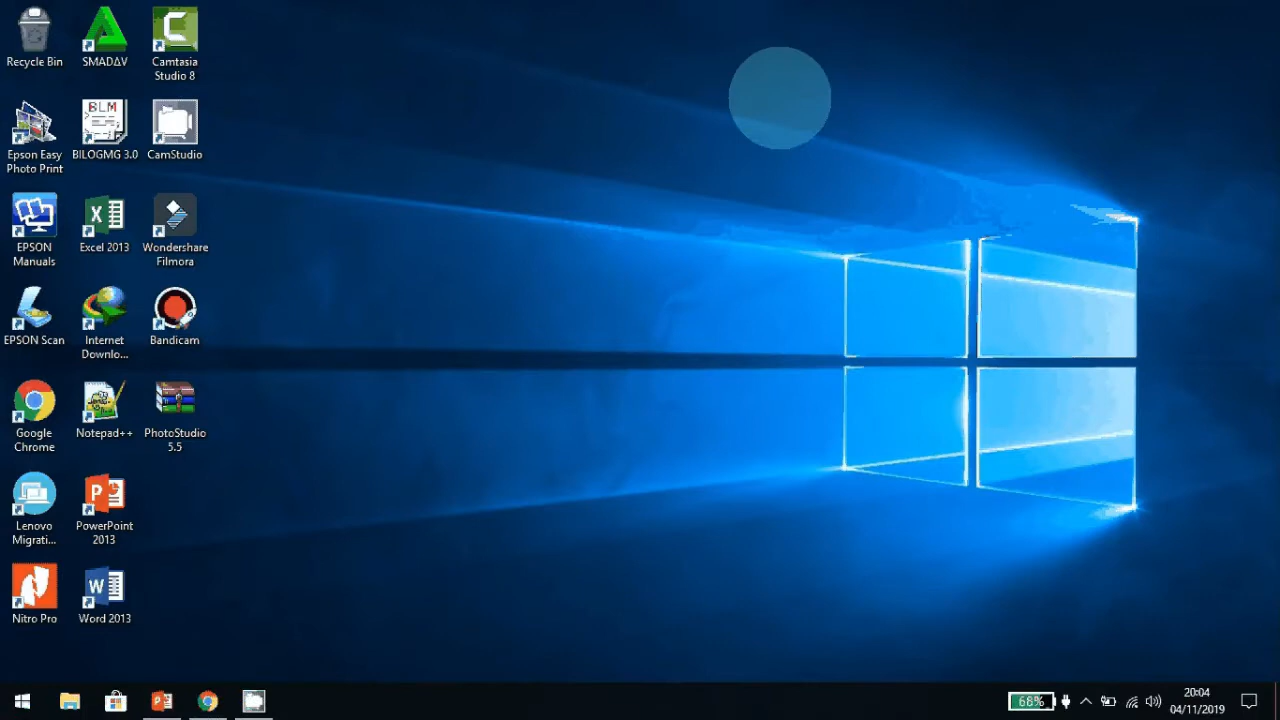 Recycle Bin
SMADΔV
Camtasia
Studio 8
Epson Easy
Photo Print
BLM
BILOGMG 3.0
CamStudio
EPSON
Manuals
Excel 2013
Wondershare
Filmora
EPSON Scan
Internet
Downlo...
Bandicam
Google
Chrome
Notepad++
PhotoStudio
5.5
Lenovo
Migrati...
PowerPoint
2013
Nitro Pro
Word 2013
68%
20:04
04/11/2019